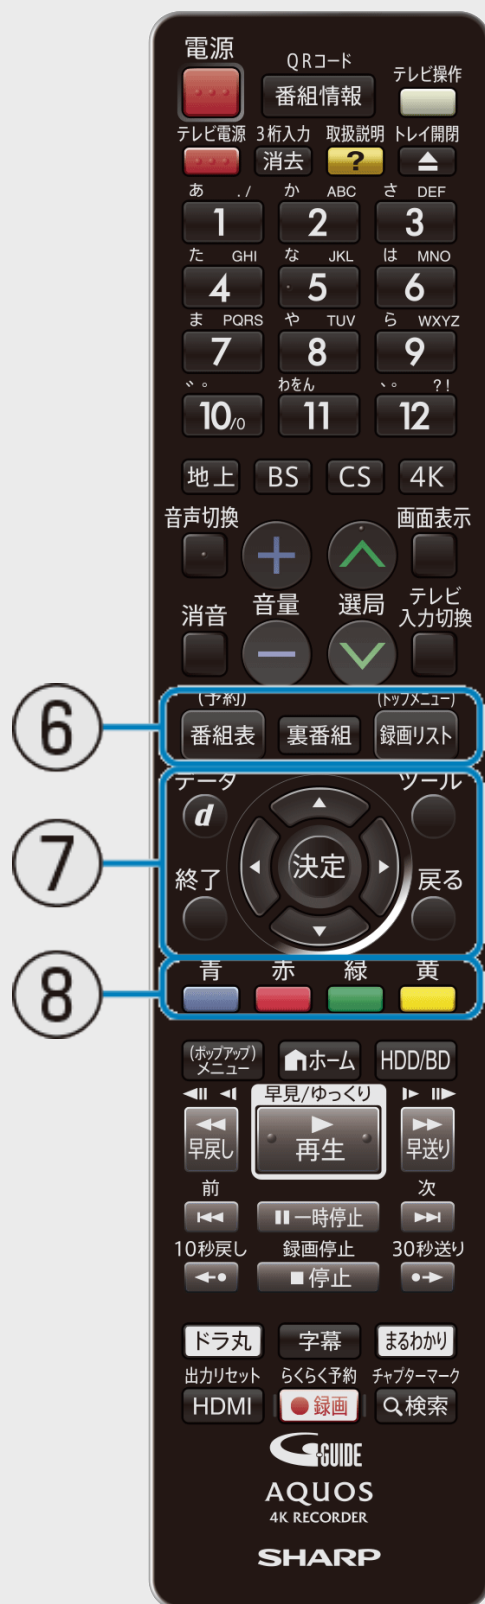 電源
QRコード
番組情報
テレビ操作
テレビ電源 3桁入力 取扱説明 トレイ開閉
消去 ?
あ ./ か ABC さ DEF
1 2 3
た GHI な JKL は MNO
4 5 6
ま PQRS や TUV ら WXYZ
7 8 9
゛゜ わをん 、。 ?!
10/0 11 12
地上 BS CS 4K
音声切換 画面表示
消音 音量 選局 テレビ
入力切換
6
(予約) (トップメニュー)
番組表 裏番組 録画リスト
データ ツール
d
7
決定
終了 戻る
8
青 赤 緑 黄
(ポップアップ)
メニュー ホーム HDD/BD
早見/ゆっくり
早戻し 再生 早送り
前 次
一時停止
10秒戻し 録画停止 30秒送り
停止
ドラ丸 字幕 まるわかり
出力リセット らくらく予約 チャプターマーク
HDMI 録画 検索
G-GUIDE
AQUOS
4K RECORDER
SHARP